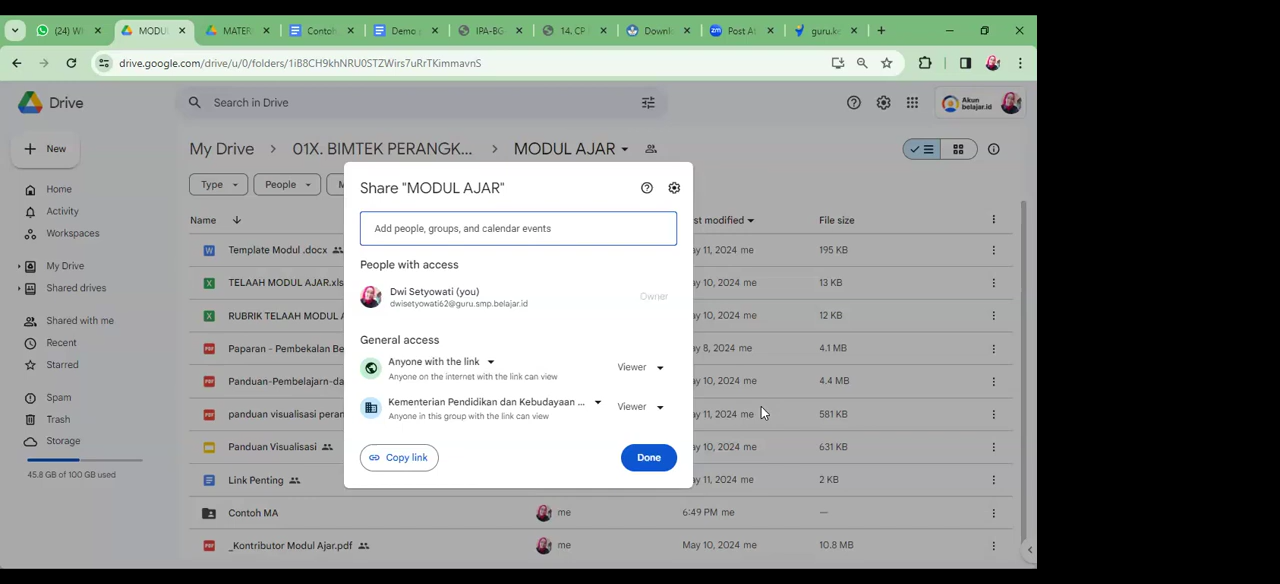 (24) W
MODU
MATER
Contoh
Demo
IPA-BG
14. CP
Downl
Post At
guru.ke
drive.google.com/drive/u/0/folders/1iB8CH9khNRU0STZWirs7uRrTKimmavnS
Drive
Search in Drive
Akun
belajar.id
New
My Drive
01X. BIMTEK PERANGK...
MODUL AJAR
Type
People
M
Home
Activity
Workspaces
My Drive
Shared drives
Shared with me
Recent
Starred
Spam
Trash
Storage
45.8 GB of 100 GB used
Name
st modified
File size
Template Modul .docx
ay 11, 2024 me
195 KB
TELAAH MODUL AJAR.xls
ay 11, 2024 me
13 KB
RUBRIK TELAAH MODUL A
ay 11, 2024 me
12 KB
Paparan - Pembekalan Be
ay 8, 2024 me
4.1 MB
Panduan-Pembelajarn-da
ay 10, 2024 me
4.4 MB
panduan visualisasi peran
ay 11, 2024 me
581 KB
Panduan Visualisasi
ay 10, 2024 me
631 KB
Link Penting
ay 11, 2024 me
2 KB
Contoh MA
me
6:49 PM me
—
_Kontributor Modul Ajar.pdf
me
May 10, 2024 me
10.8 MB
Share "MODUL AJAR"
Add people, groups, and calendar events
People with access
Dwi Setyowati (you)
dwisetyowati62@guru.smp.belajar.id
Owner
General access
Anyone with the link
Anyone on the internet with the link can view
Viewer
Kementerian Pendidikan dan Kebudayaan ...
Anyone in this group with the link can view
Viewer
Copy link
Done